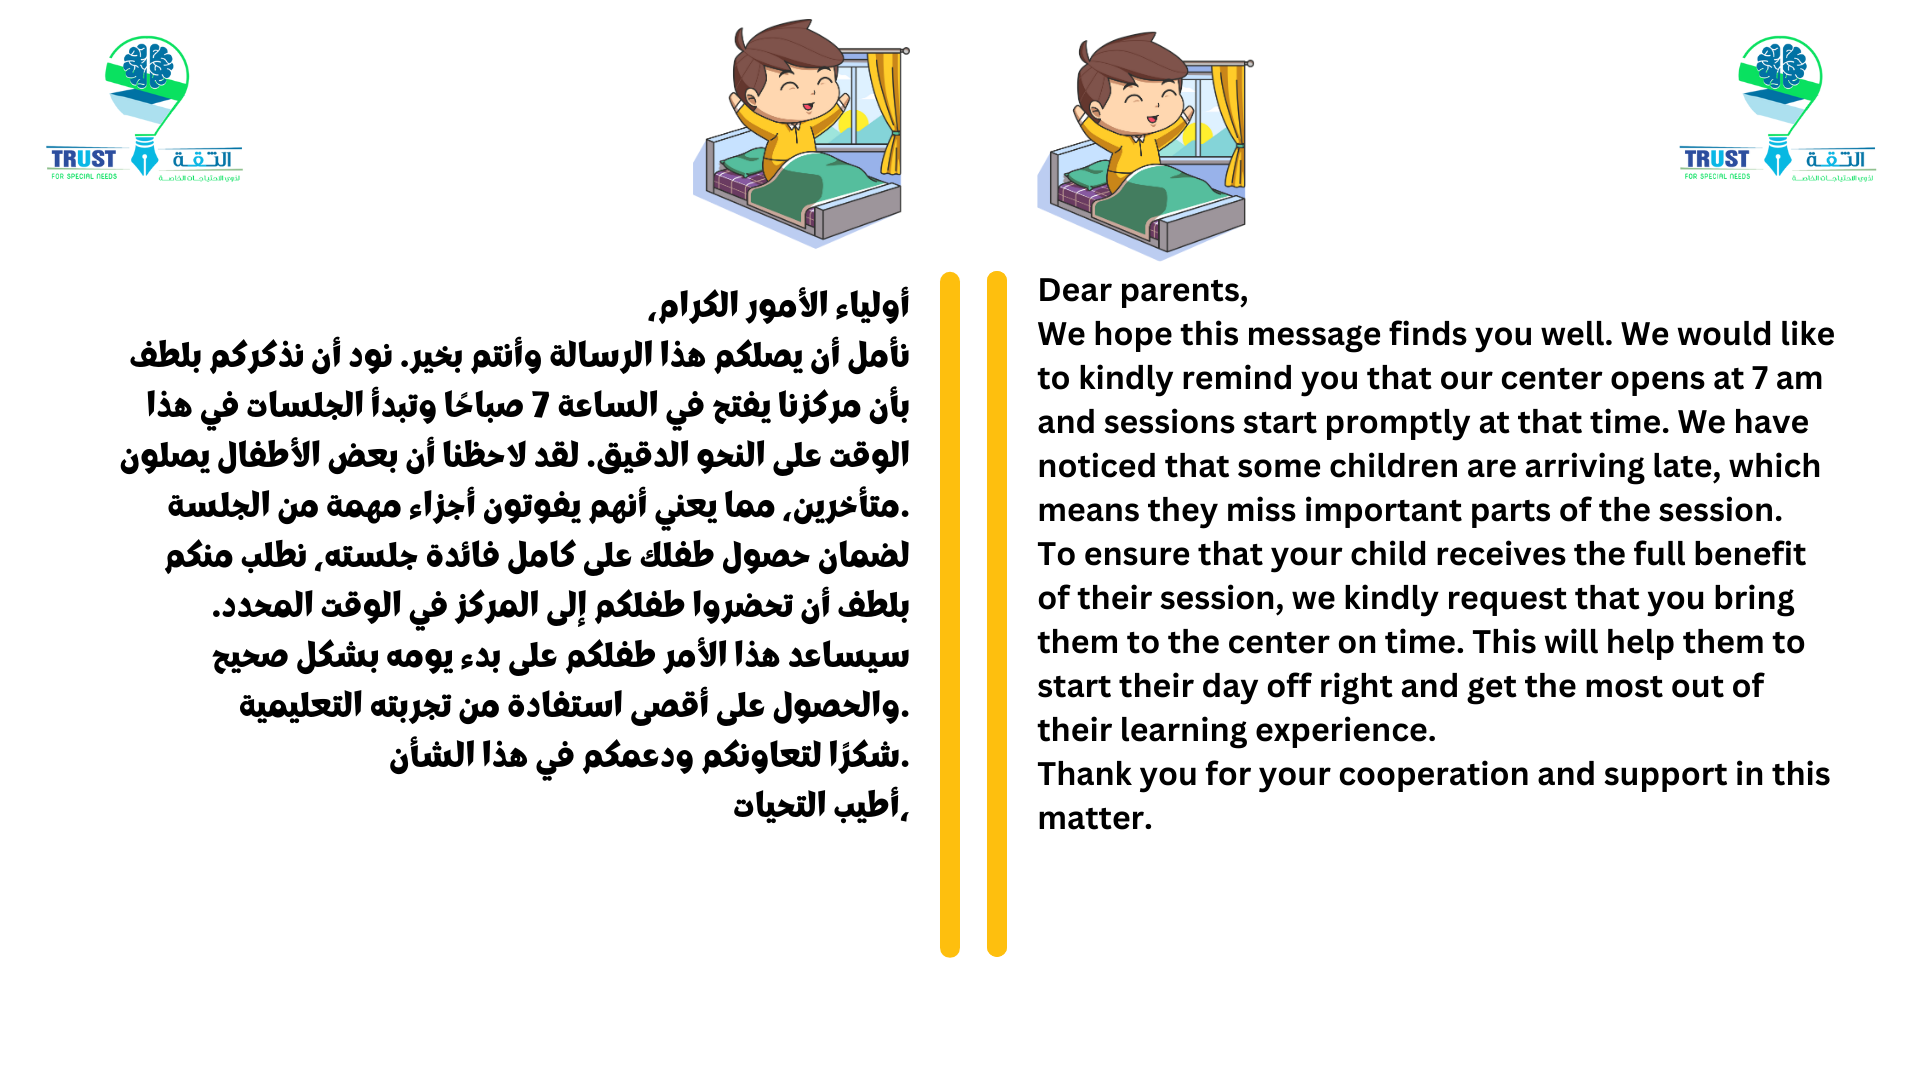 TRUST
FOR SPECIAL NEEDS
الثقة
لذوي الاحتياجات الخاصة
TRUST
FOR SPECIAL NEEDS
الثقة
لذوي الاحتياجات الخاصة
أولياء الأمور الكرام،
نأمل أن يصلكم هذا الرسالة وأنتم بخير. نود أن نذكركم بلطف
بأن مركزنا يفتح في الساعة 7 صباحًا وتبدأ الجلسات في هذا
الوقت على النحو الدقيق. لقد لاحظنا أن بعض الأطفال يصلون
.متأخرين، مما يعني أنهم يفوتون أجزاء مهمة من الجلسة
لضمان حصول طفلك على كامل فائدة جلسته، نطلب منكم
بلطف أن تحضروا طفلكم إلى المركز في الوقت المحدد.
سيساعد هذا الأمر طفلكم على بدء يومه بشكل صحيح
.والحصول على أقصى استفادة من تجربته التعليمية
.شكرًا لتعاونكم ودعمكم في هذا الشأن
،أطيب التحيات
Dear parents,
We hope this message finds you well. We would like
to kindly remind you that our center opens at 7 am
and sessions start promptly at that time. We have
noticed that some children are arriving late, which
means they miss important parts of the session.
To ensure that your child receives the full benefit
of their session, we kindly request that you bring
them to the center on time. This will help them to
start their day off right and get the most out of
their learning experience.
Thank you for your cooperation and support in this
matter.